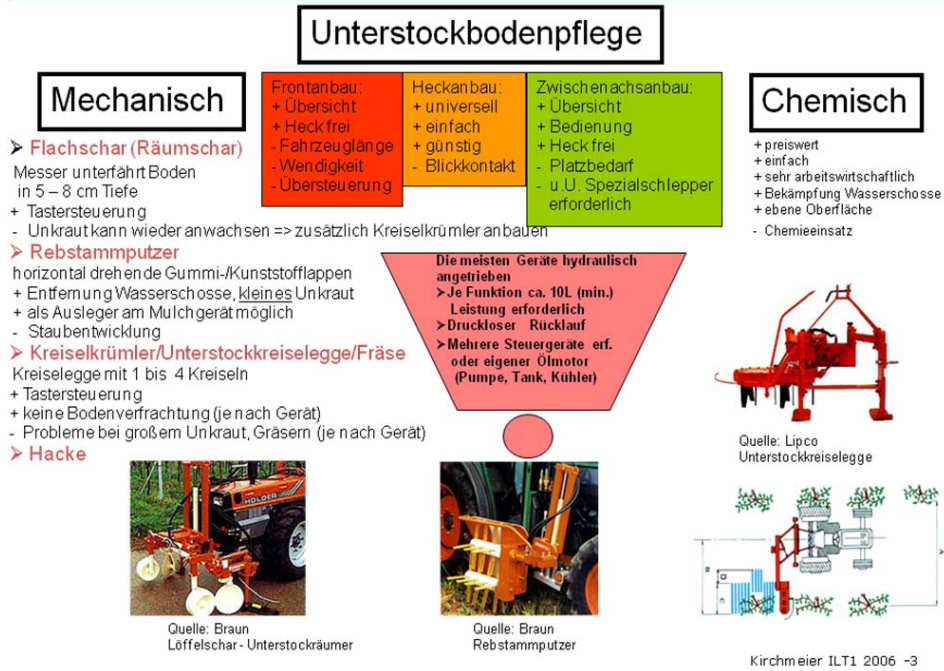 Unterstockbodenpflege
Mechanisch
➢ Flachschar (Räumschar)
Messer unterfährt Boden
in 5 – 8 cm Tiefe
+ Tastersteuerung
- Unkraut kann wieder anwachsen => zusätzlich Kreiselkrümler anbauen
➢ Rebstammputzer
horizontal drehende Gummi-/Kunststofflappen
+ Entfernung Wasserschosse, kleines Unkraut
+ als Ausleger am Mulchgerät möglich
- Staubentwicklung
➢ Kreiselkrümler/Unterstockkreiselegge/Fräse
Kreiselegge mit 1 bis 4 Kreiseln
+ Tastersteuerung
+ keine Bodenverfrachtung (je nach Gerät)
- Probleme bei großem Unkraut, Gräsern (je nach Gerät)
➢ Hacke
Frontanbau:
+ Übersicht
+ Heck frei
- Fahrzeuglänge
- Wendigkeit
- Übersteuerung
Heckanbau:
+ universell
+ einfach
+ günstig
- Blickkontakt
Zwischenachsanbau:
+ Übersicht
+ Bedienung
+ Heck frei
- Platzbedarf
- u.U. Spezialschlepper
erforderlich
Chemisch
+ preiswert
+ einfach
+ sehr arbeitswirtschaftlich
+ Bekämpfung Wasserschosse
+ ebene Oberfläche
- Chemieeinsatz
Die meisten Geräte hydraulisch
angetrieben
➢ Je Funktion ca. 10L (min.)
Leistung erforderlich
➢ Druckloser Rücklauf
➢ Mehrere Steuergeräte erf.
oder eigener Ölmotor
(Pumpe, Tank, Kühler)
Quelle: Lipco
Unterstockkreiselegge
HOLDER
Quelle: Braun
Löffelschar - Unterstockräumer
Quelle: Braun
Rebstammputzer
Kirchmeier ILT1 2006 -3